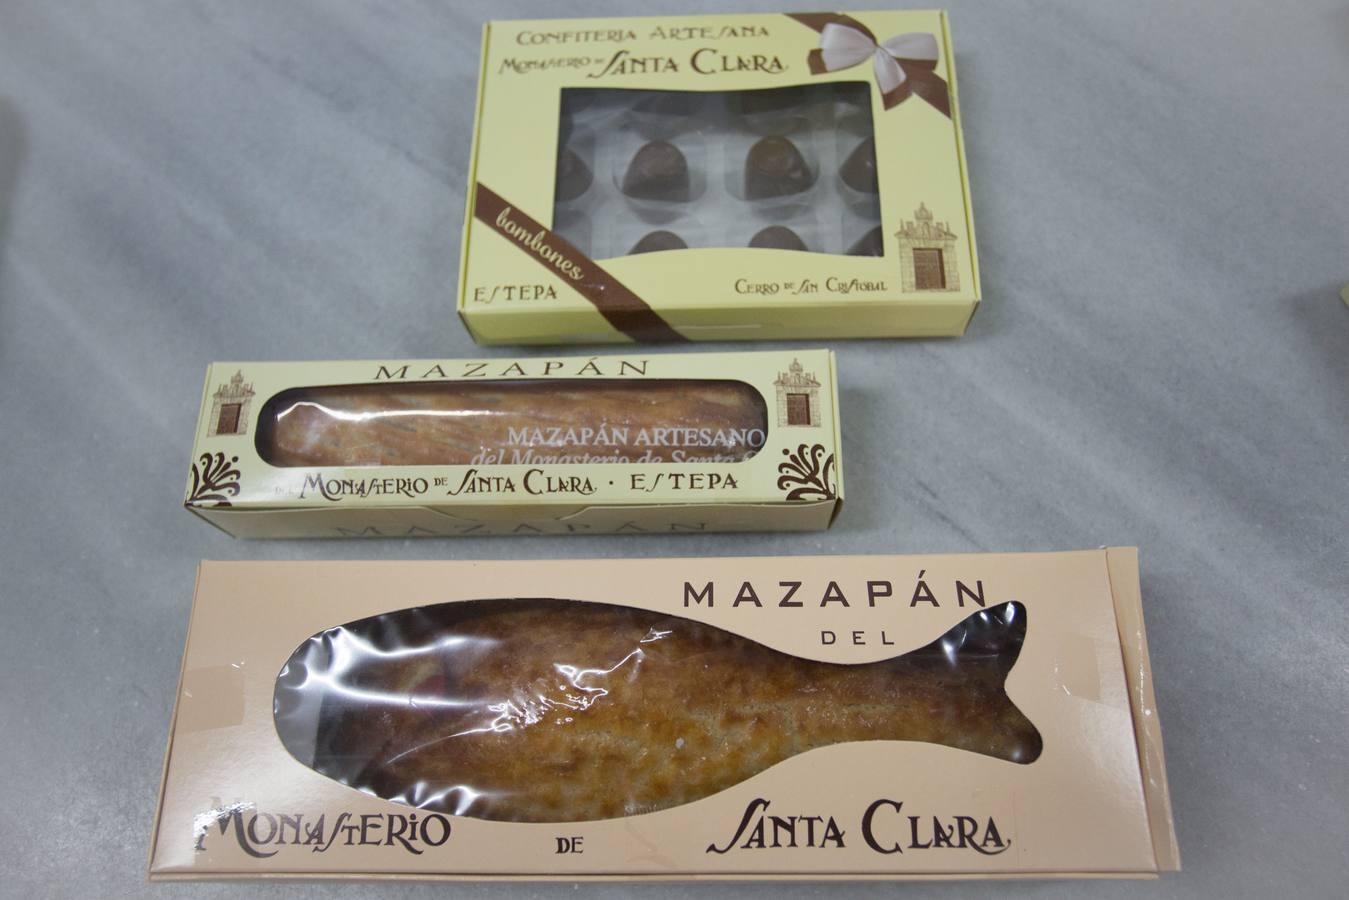 CONFITERIA ARTESANA
MONASTERIO DE SANTA CLARA
bombones
ESTEPA
CERRO DE SAN CRISTOBAL
MAZAPÁN
MAZAPÁN ARTESANO
del Monasterio de Santa
MONASTERIO DE SANTA CLARA · ESTEPA
MAZAPÁN
MAZAPÁN
DEL
MONASTERIO DE SANTA CLARA